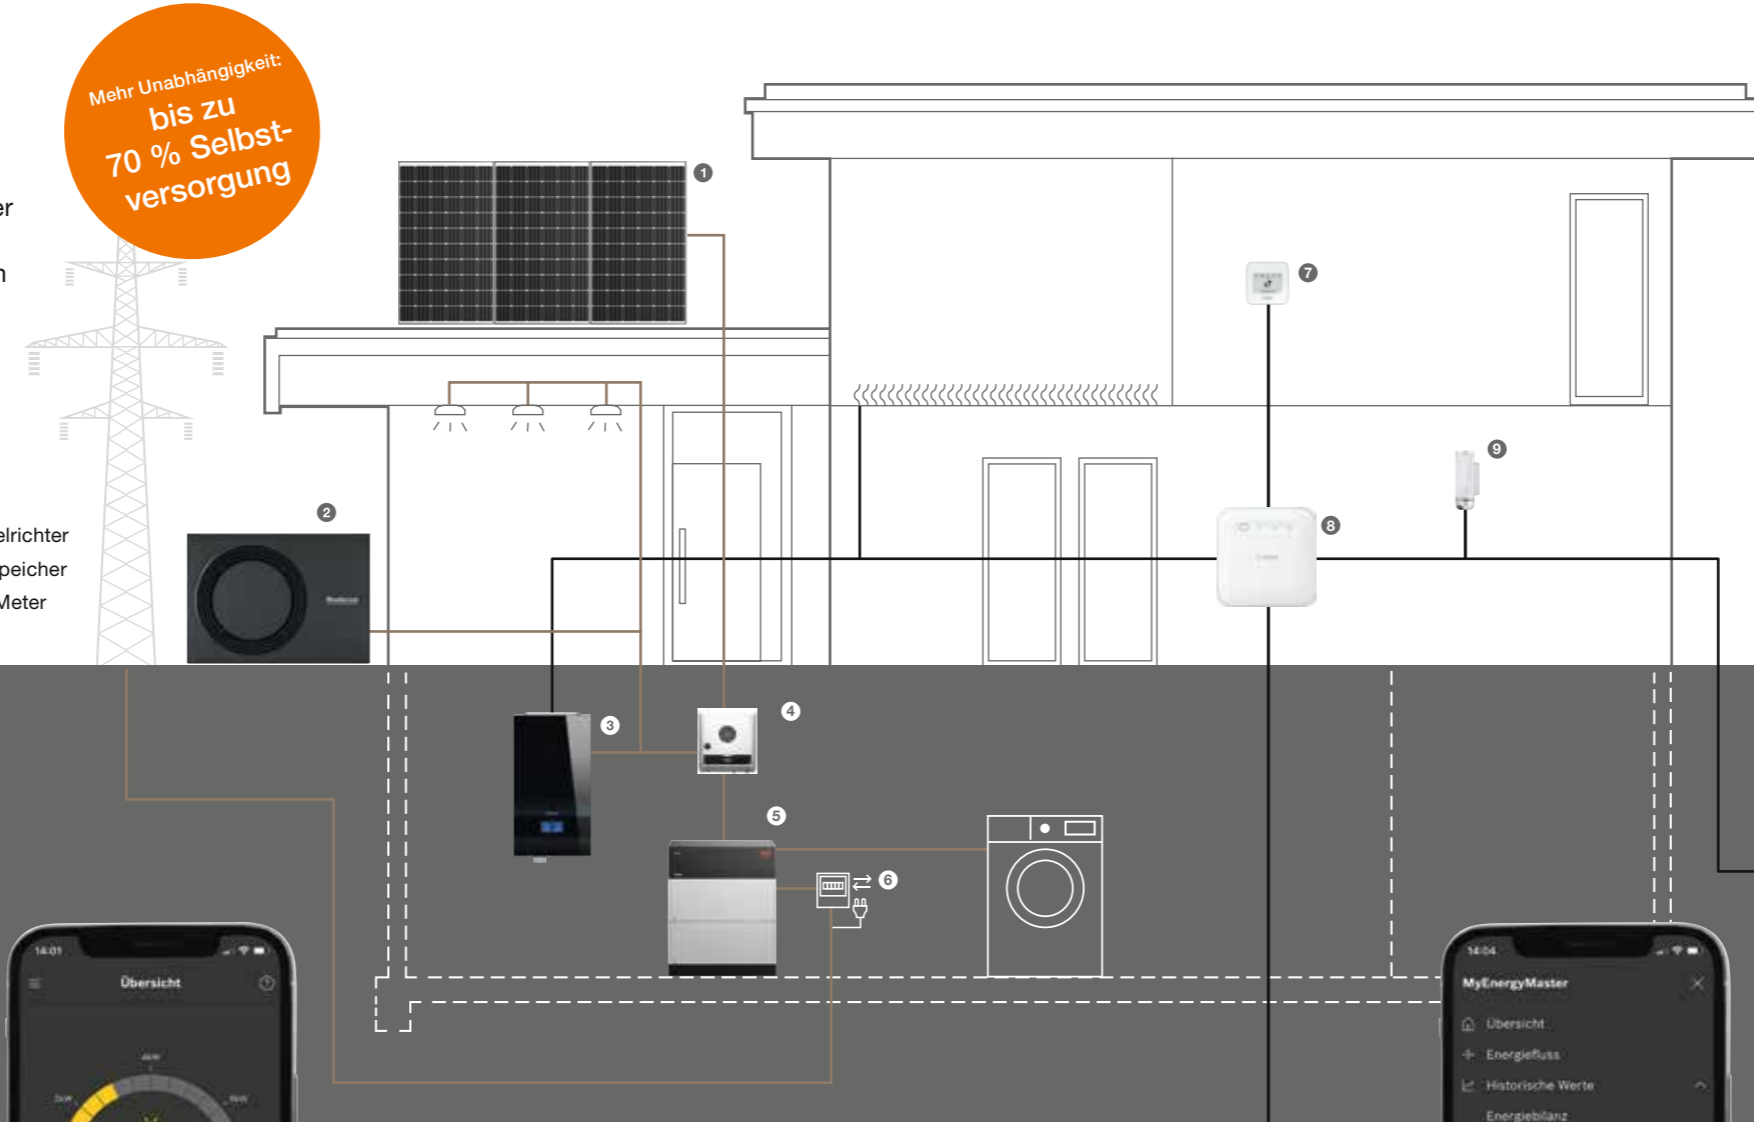 Mehr Unabhängigkeit:
bis zu
70 % Selbst-
versorgung
er
n
elrichter
peicher
Meter
1
2
3
4
5
6
7
8
9
14:01
Übersicht
14:04
MyEnergyMaster
Übersicht
Energiefluss
Historische Werte
Energiebilanz